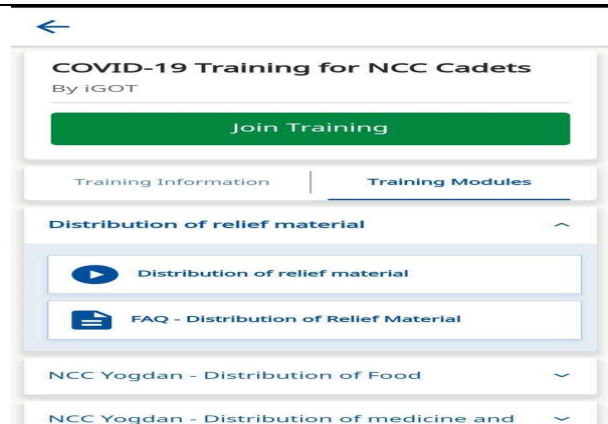 COVID-19 Training for NCC Cadets
By iGOT
Join Training
Training Information
Training Modules
Distribution of relief material
Distribution of relief material
FAQ - Distribution of Relief Material
NCC Yogdan - Distribution of Food
NCC Yogdan - Distribution of medicine and